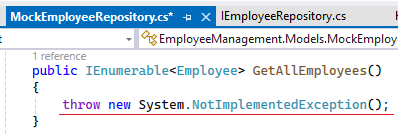 MockEmployeeRepository.cs* IEmployeeRepository.cs
EmployeeManagement.Models.MockEmploy
1 reference
public IEnumerable<Employee> GetAllEmployees()
{
throw new System.NotImplementedException();
}